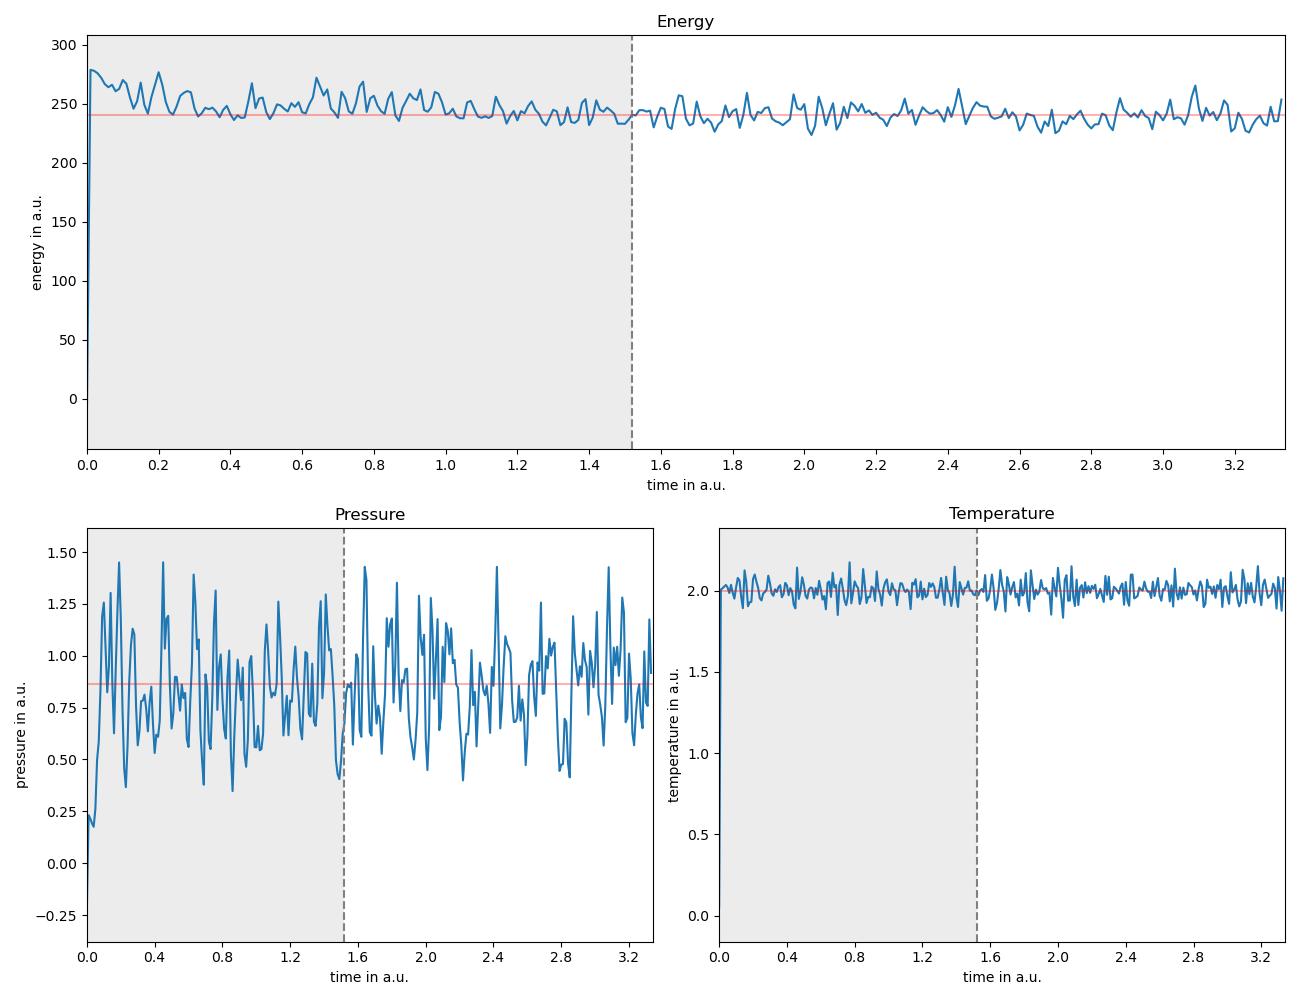 Energy
300
250
200
150
100
50
0
energy in a.u.
0.0 0.2 0.4 0.6 0.8 1.0 1.2 1.4 1.6 1.8 2.0 2.2 2.4 2.6 2.8 3.0 3.2
time in a.u.
Pressure
1.50
1.25
1.00
0.75
0.50
0.25
0.00
−0.25
pressure in a.u.
0.0 0.4 0.8 1.2 1.6 2.0 2.4 2.8 3.2
time in a.u.
Temperature
2.0
1.5
1.0
0.5
0.0
temperature in a.u.
0.0 0.4 0.8 1.2 1.6 2.0 2.4 2.8 3.2
time in a.u.